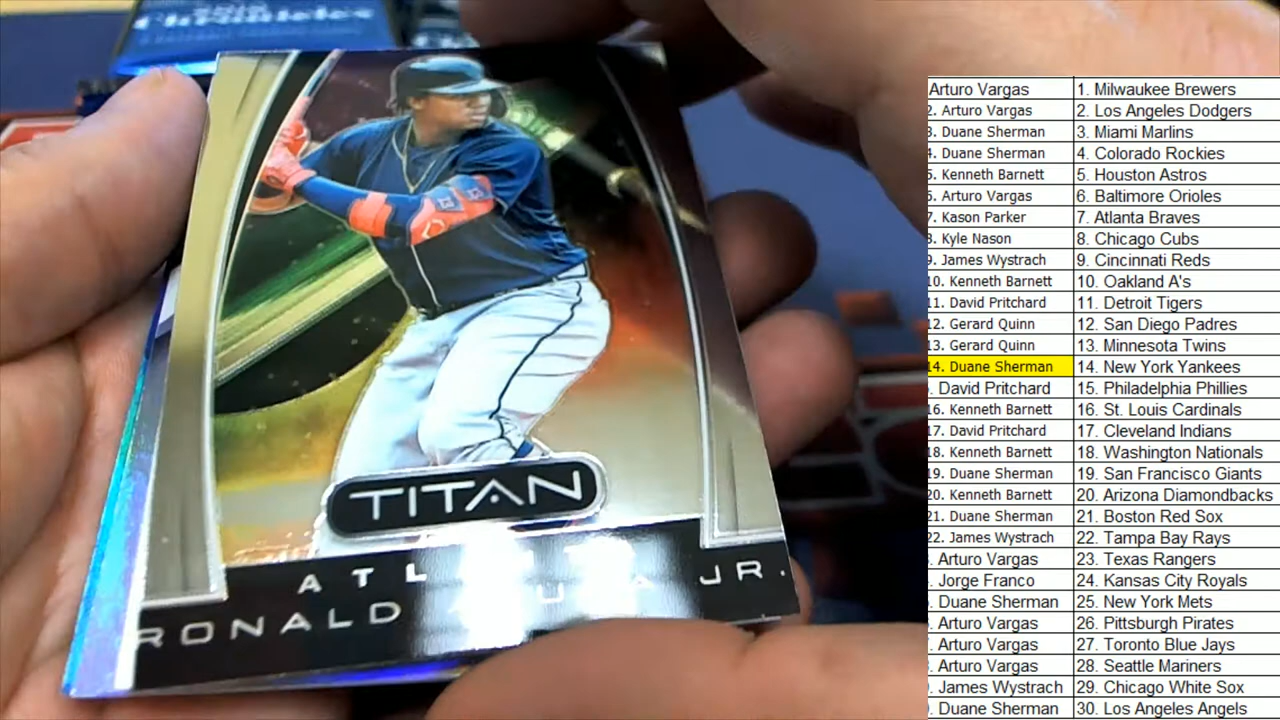 Chronicles
TITAN
ATL
RONALD JR.
Arturo Vargas 1. Milwaukee Brewers
2. Arturo Vargas 2. Los Angeles Dodgers
3. Duane Sherman 3. Miami Marlins
4. Duane Sherman 4. Colorado Rockies
5. Kenneth Barnett 5. Houston Astros
6. Arturo Vargas 6. Baltimore Orioles
7. Kason Parker 7. Atlanta Braves
8. Kyle Nason 8. Chicago Cubs
9. James Wystrach 9. Cincinnati Reds
10. Kenneth Barnett 10. Oakland A's
11. David Pritchard 11. Detroit Tigers
12. Gerard Quinn 12. San Diego Padres
13. Gerard Quinn 13. Minnesota Twins
14. Duane Sherman 14. New York Yankees
David Pritchard 15. Philadelphia Phillies
16. Kenneth Barnett 16. St. Louis Cardinals
17. David Pritchard 17. Cleveland Indians
18. Kenneth Barnett 18. Washington Nationals
19. Duane Sherman 19. San Francisco Giants
20. Kenneth Barnett 20. Arizona Diamondbacks
21. Duane Sherman 21. Boston Red Sox
22. James Wystrach 22. Tampa Bay Rays
Arturo Vargas 23. Texas Rangers
Jorge Franco 24. Kansas City Royals
Duane Sherman 25. New York Mets
Arturo Vargas 26. Pittsburgh Pirates
Arturo Vargas 27. Toronto Blue Jays
Arturo Vargas 28. Seattle Mariners
James Wystrach 29. Chicago White Sox
Duane Sherman 30. Los Angeles Angels